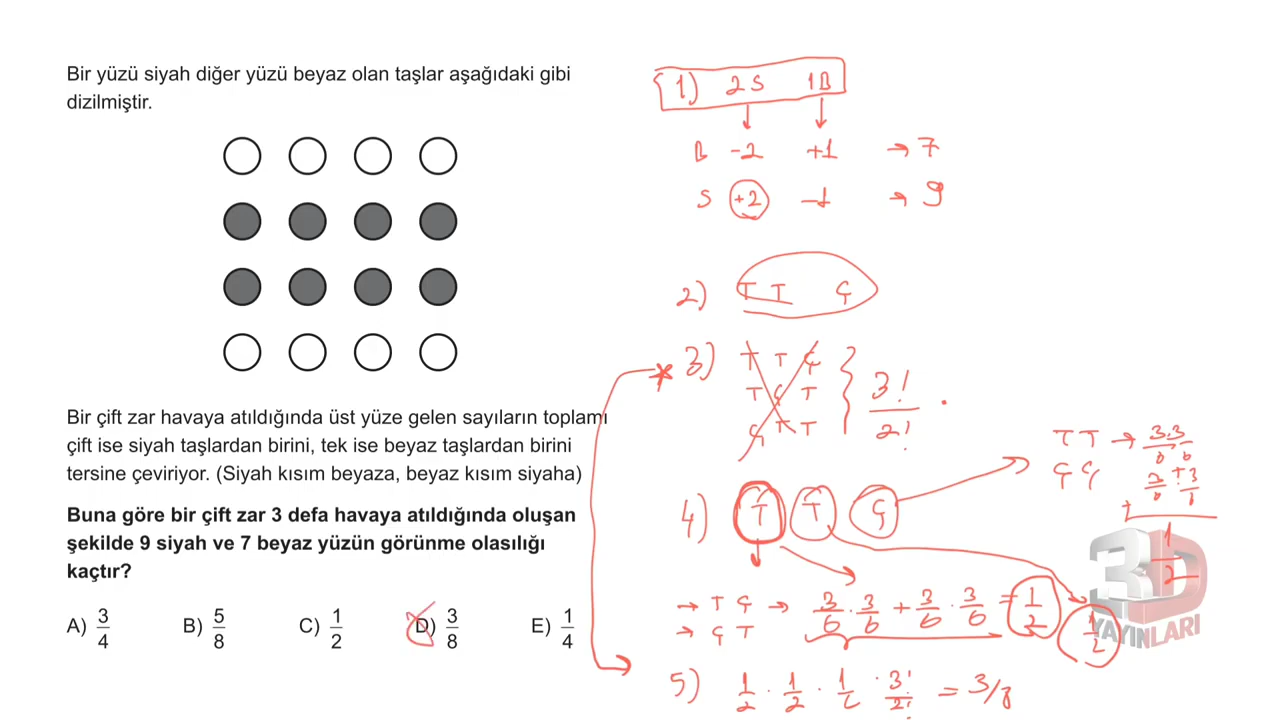 Bir yüzü siyah diğer yüzü beyaz olan taşlar aşağıdaki gibi
dizilmiştir.
Bir çift zar havaya atıldığında üst yüze gelen sayıların toplamı
çift ise siyah taşlardan birini, tek ise beyaz taşlardan birini
tersine çeviriyor. (Siyah kısım beyaza, beyaz kısım siyaha)
Buna göre bir çift zar 3 defa havaya atıldığında oluşan
şekilde 9 siyah ve 7 beyaz yüzün görünme olasılığı
kaçtır?
A) 3/4 B) 5/8 C) 1/2 D) 3/8 E) 1/4
1) 2S 1B
B -2 +1 → 7
S +2 -1 → 9
2) T T Ç
3) T T Ç
T Ç T
Ç T T
3!/2!
4) T T Ç
T T → 3/6 . 3/6
Ç Ç 3/6 . 3/6
+
1/2
→ T Ç → 3/6 . 3/6 + 3/6 . 3/6 = 1/2
→ Ç T
1/2
5) 1/2 . 1/2 . 1/2 . 3!/2! = 3/8
3D
YAYINLARI